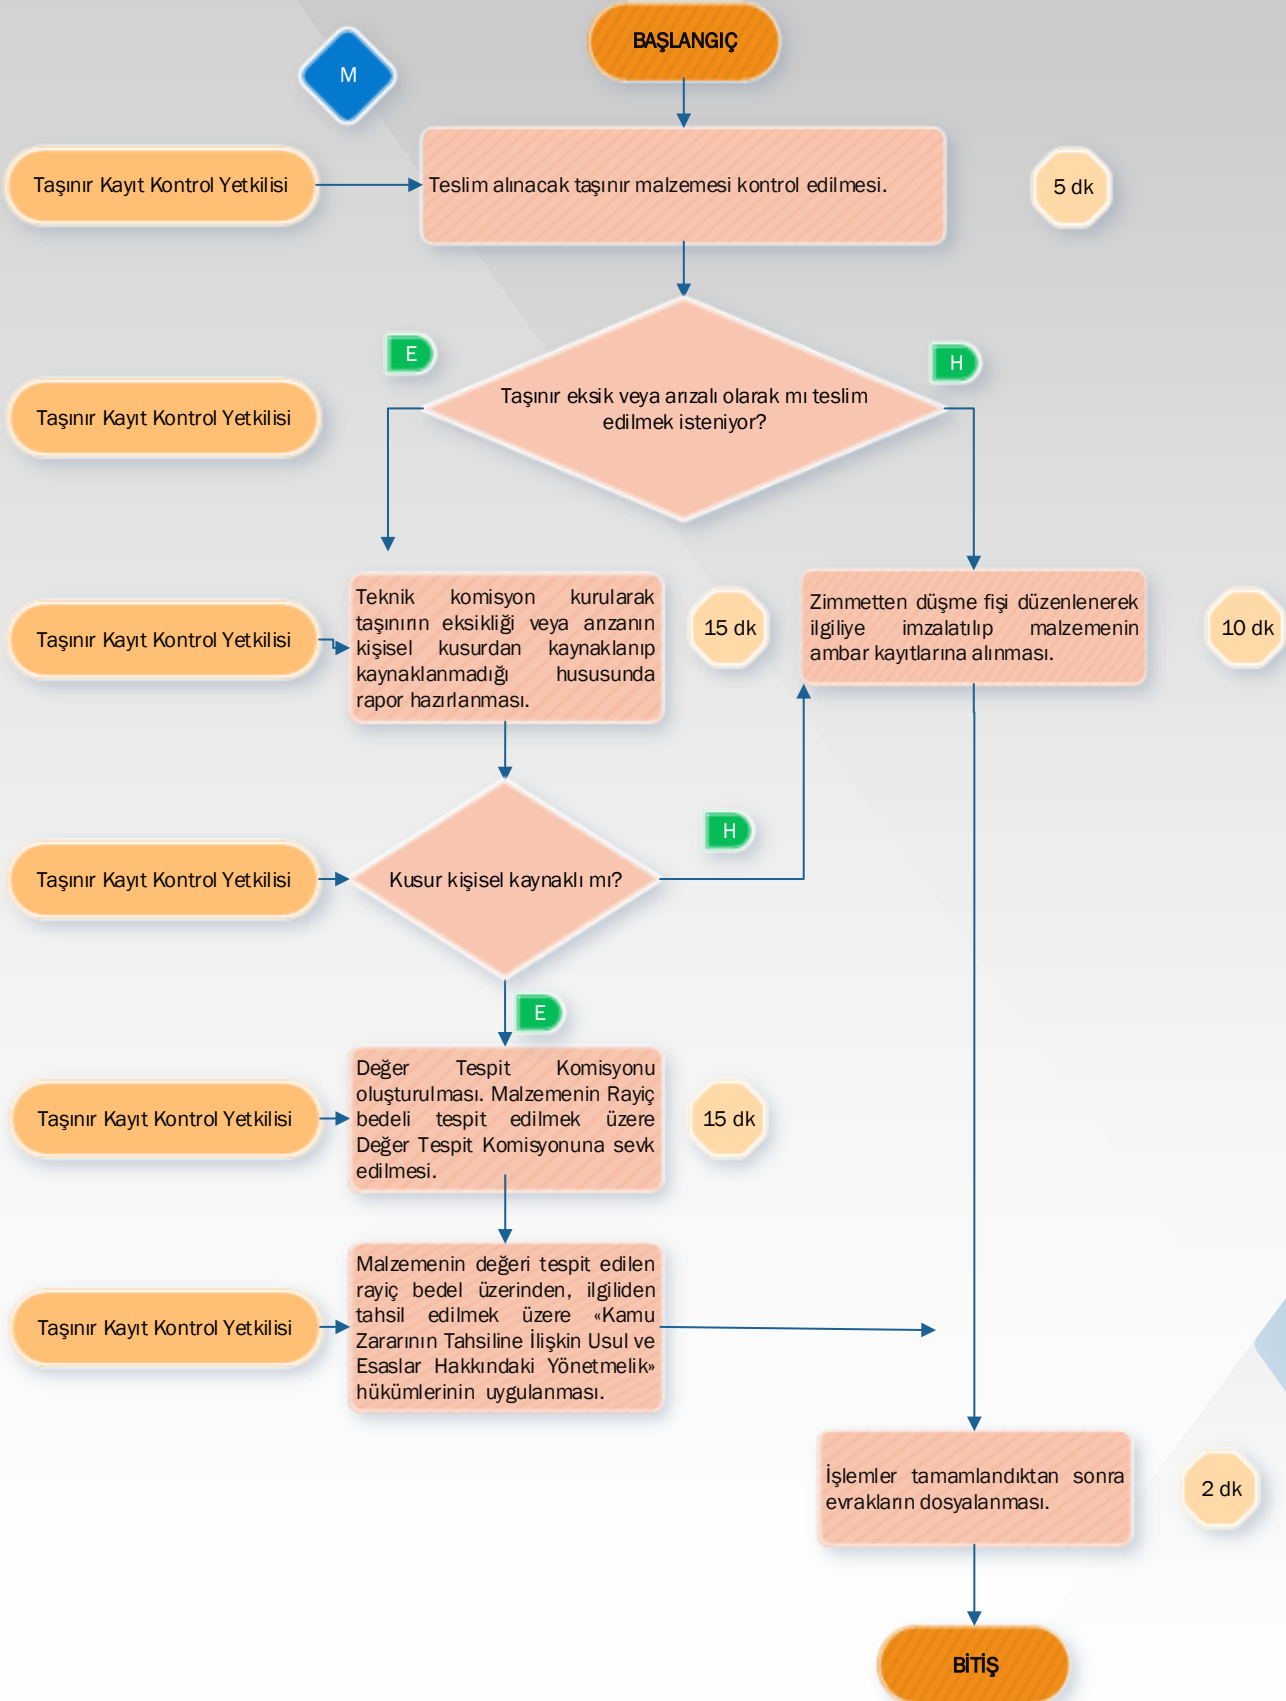 BAŞLANGIÇ
M
Taşınır Kayıt Kontrol Yetkilisi
Teslim alınacak taşınır malzemesi kontrol edilmesi.
5 dk
E
H
Taşınır Kayıt Kontrol Yetkilisi
Taşınır eksik veya arızalı olarak mı teslim
edilmek isteniyor?
Taşınır Kayıt Kontrol Yetkilisi
Teknik komisyon kurularak
taşınırın eksikliği veya arızanın
kişisel kusurdan kaynaklanıp
kaynaklanmadığı hususunda
rapor hazırlanması.
15 dk
Zimmetten düşme fişi düzenlenerek
ilgiliye imzalatılıp malzemenin
ambar kayıtlarına alınması.
10 dk
H
Taşınır Kayıt Kontrol Yetkilisi
Kusur kişisel kaynaklı mı?
E
Taşınır Kayıt Kontrol Yetkilisi
Değer Tespit Komisyonu
oluşturulması. Malzemenin Rayiç
bedeli tespit edilmek üzere
Değer Tespit Komisyonuna sevk
edilmesi.
15 dk
Taşınır Kayıt Kontrol Yetkilisi
Malzemenin değeri tespit edilen
rayiç bedel üzerinden, ilgiliden
tahsil edilmek üzere «Kamu
Zararının Tahsiline İlişkin Usul ve
Esaslar Hakkındaki Yönetmelik»
hükümlerinin uygulanması.
İşlemler tamamlandıktan sonra
evrakların dosyalanması.
2 dk
BİTİŞ